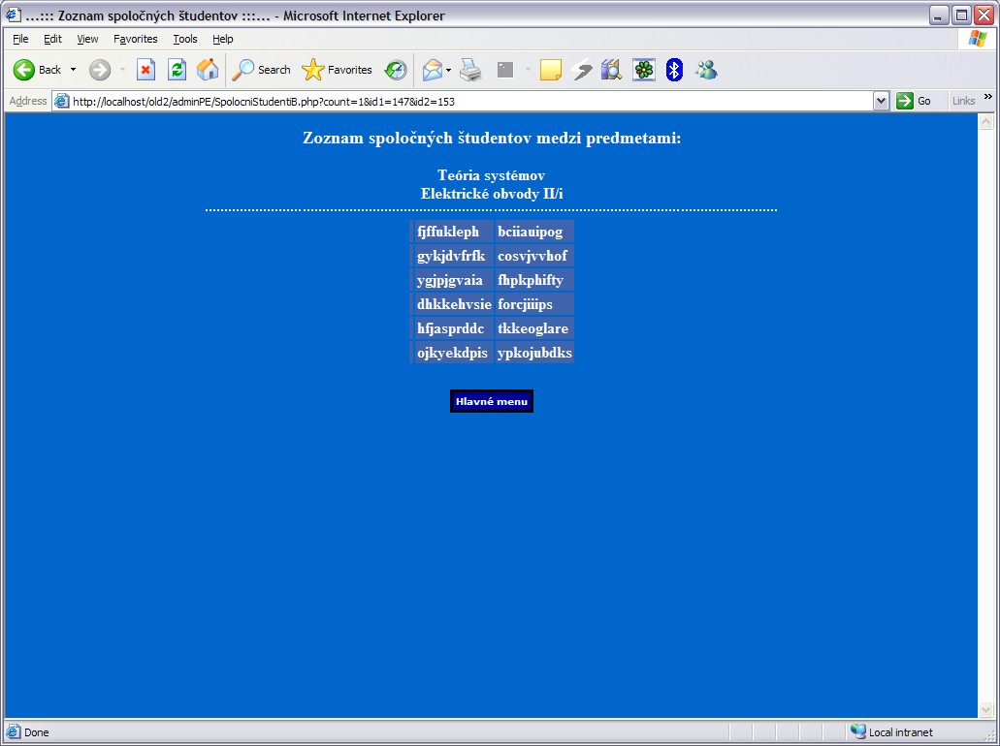 ...::: Zoznam spoločných študentov :::... - Microsoft Internet Explorer
File Edit View Favorites Tools Help
Back Search Favorites
Address http://localhost/old2/adminPE/SpolocniStudentiB.php?count=1&id1=147&id2=153 Go Links »
Zoznam spoločných študentov medzi predmetami:
Teória systémov
Elektrické obvody II/i
fjffukleph bciiauipog
gykjdvfrfk cosvjvvhof
ygjpjgvaia fhpkphifty
dhkkehvsie forcjiiips
hfjasprddc tkkeoglare
ojkyekdpis ypkojubdks
Hlavné menu
Done Local intranet